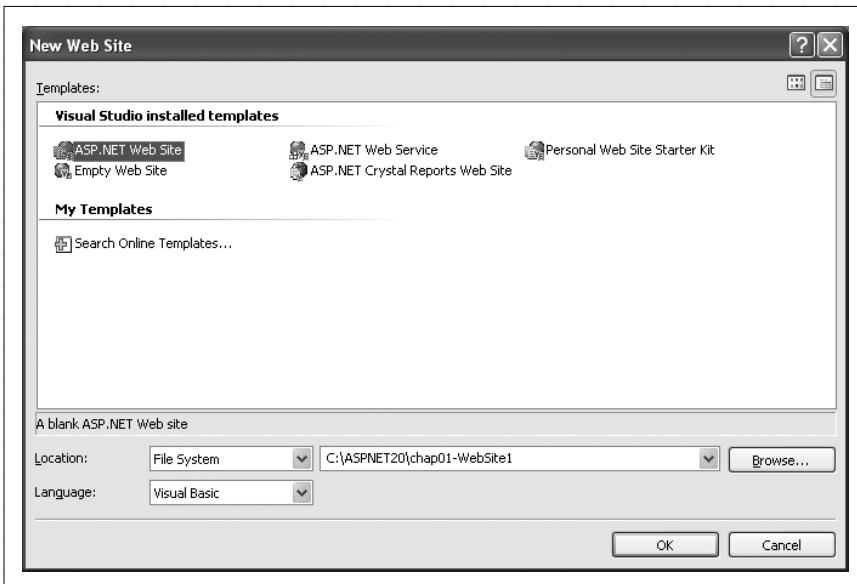 New Web Site
Templates:
Visual Studio installed templates
ASP.NET Web Site
ASP.NET Web Service
Personal Web Site Starter Kit
Empty Web Site
ASP.NET Crystal Reports Web Site
My Templates
Search Online Templates...
A blank ASP.NET Web site
Location:
File System
C:\ASPNET20\chap01-WebSite1
Browse...
Language:
Visual Basic
OK
Cancel